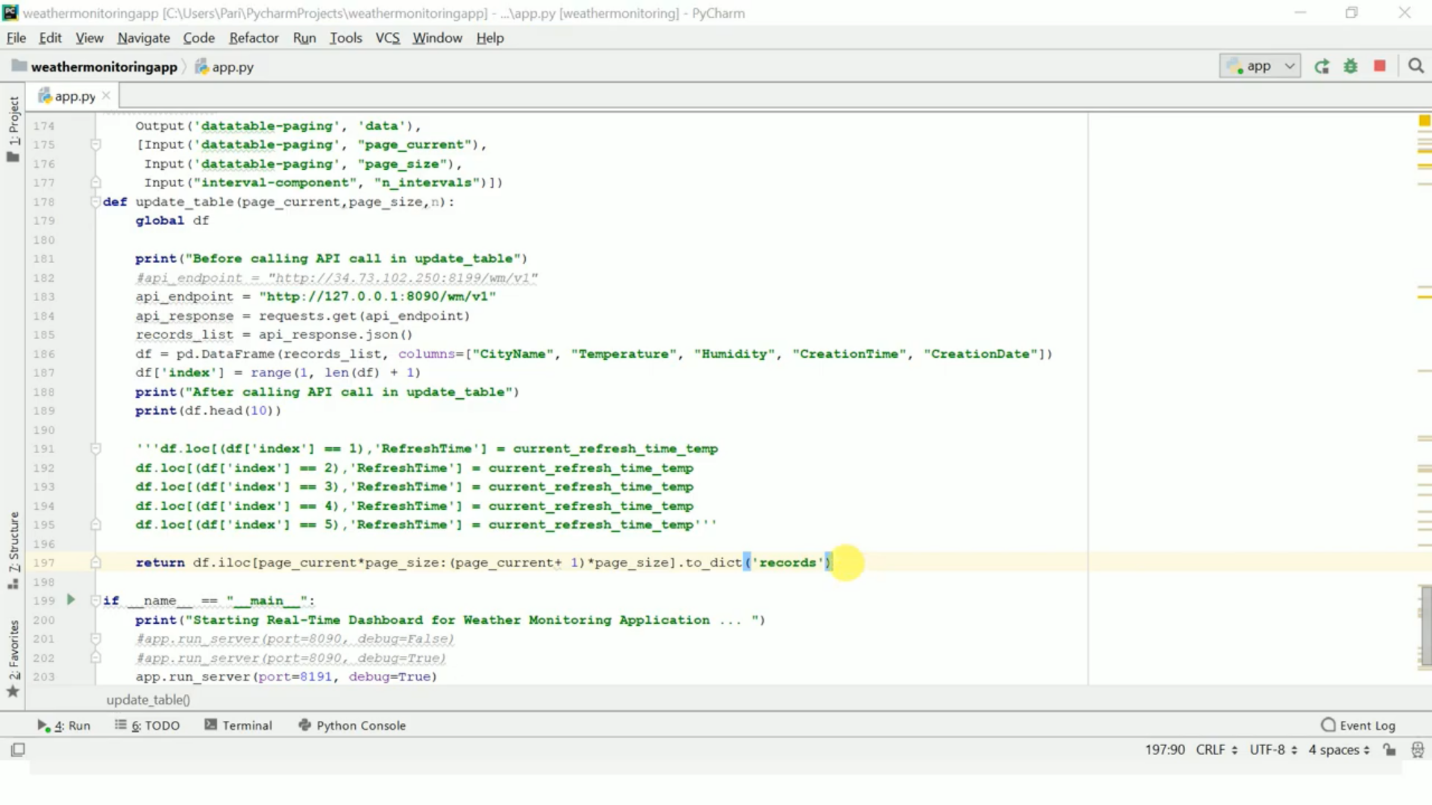 weathermonitoringapp [C:\Users\Pari\PycharmProjects\weathermonitoringapp] - ...\app.py [weathermonitoring] - PyCharm
File Edit View Navigate Code Refactor Run Tools VCS Window Help
weathermonitoringapp app.py app
app.py
1: Project
174 Output('datatable-paging', 'data'),
175 [Input('datatable-paging', "page_current"),
176 Input('datatable-paging', "page_size"),
177 Input("interval-component", "n_intervals")])
178 def update_table(page_current,page_size,n):
179 global df
180
181 print("Before calling API call in update_table")
182 #api_endpoint = "http://34.73.102.250:8199/wm/v1"
183 api_endpoint = "http://127.0.0.1:8090/wm/v1"
184 api_response = requests.get(api_endpoint)
185 records_list = api_response.json()
186 df = pd.DataFrame(records_list, columns=["CityName", "Temperature", "Humidity", "CreationTime", "CreationDate"])
187 df['index'] = range(1, len(df) + 1)
188 print("After calling API call in update_table")
189 print(df.head(10))
190
191 '''df.loc[(df['index'] == 1),'RefreshTime'] = current_refresh_time_temp
192 df.loc[(df['index'] == 2),'RefreshTime'] = current_refresh_time_temp
193 df.loc[(df['index'] == 3),'RefreshTime'] = current_refresh_time_temp
194 df.loc[(df['index'] == 4),'RefreshTime'] = current_refresh_time_temp
195 df.loc[(df['index'] == 5),'RefreshTime'] = current_refresh_time_temp'''
196
197 return df.iloc[page_current*page_size:(page_current+ 1)*page_size].to_dict('records')
198
199 if __name__ == "__main__":
200 print("Starting Real-Time Dashboard for Weather Monitoring Application ... ")
201 #app.run_server(port=8090, debug=False)
202 #app.run_server(port=8090, debug=True)
203 app.run_server(port=8191, debug=True)
Z: Structure
2: Favorites
update_table()
4: Run 6: TODO Terminal Python Console Event Log
197:90 CRLF UTF-8 4 spaces